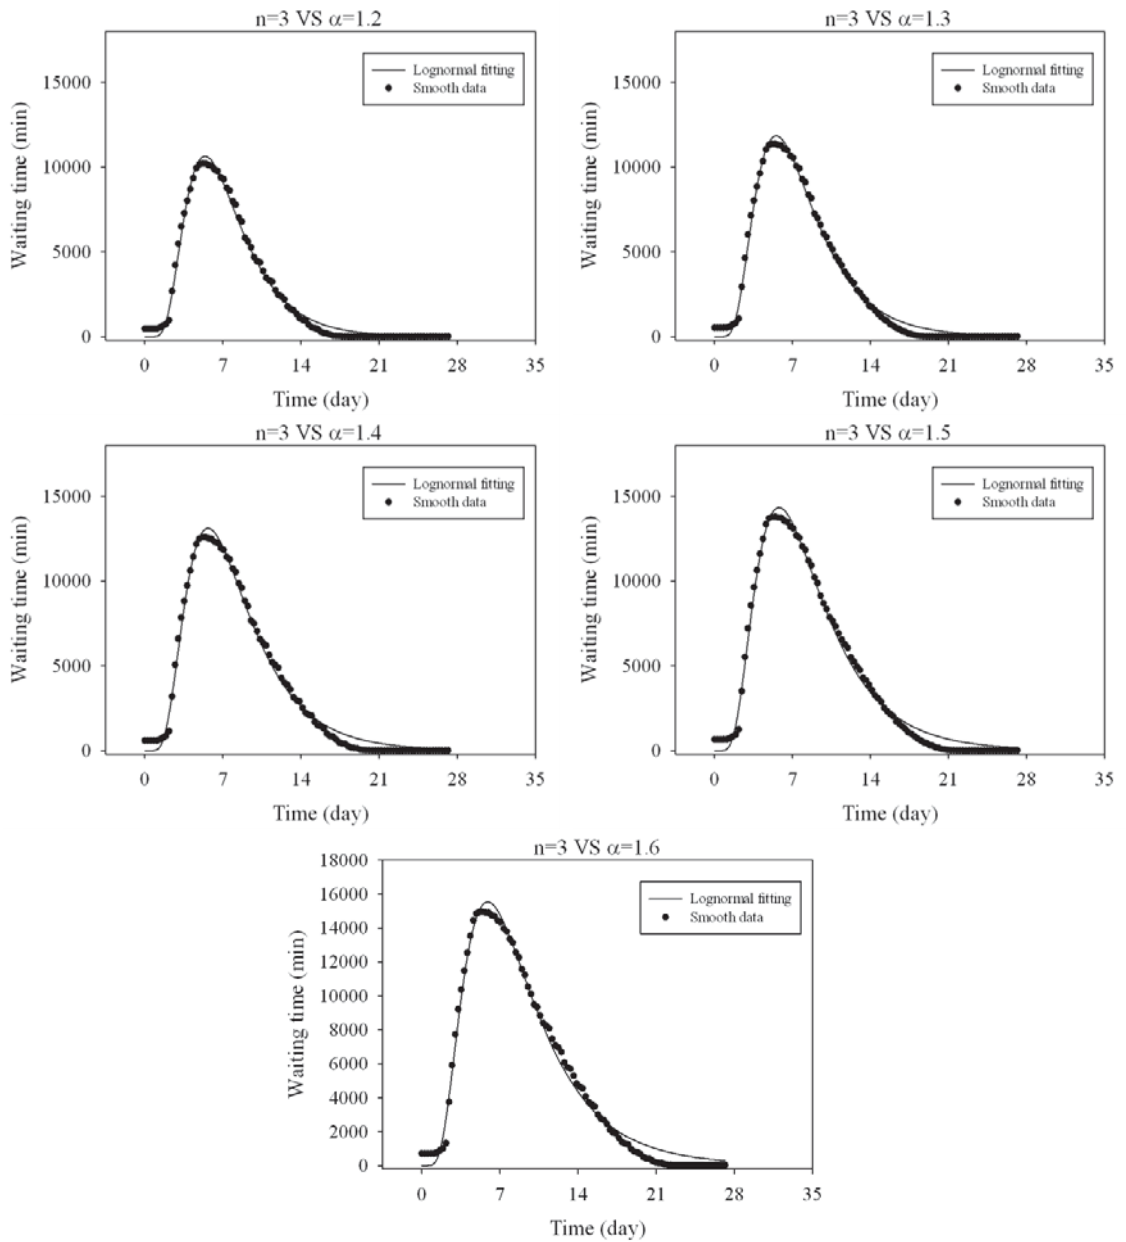 n=3 VS α=1.2
Waiting time (min)
15000
10000
5000
0
Lognormal fitting
Smooth data
0 7 14 21 28 35
Time (day)
n=3 VS α=1.3
Waiting time (min)
15000
10000
5000
0
Lognormal fitting
Smooth data
0 7 14 21 28 35
Time (day)
n=3 VS α=1.4
Waiting time (min)
15000
10000
5000
0
Lognormal fitting
Smooth data
0 7 14 21 28 35
Time (day)
n=3 VS α=1.5
Waiting time (min)
15000
10000
5000
0
Lognormal fitting
Smooth data
0 7 14 21 28 35
Time (day)
n=3 VS α=1.6
Waiting time (min)
18000
16000
14000
12000
10000
8000
6000
4000
2000
0
Lognormal fitting
Smooth data
0 7 14 21 28 35
Time (day)